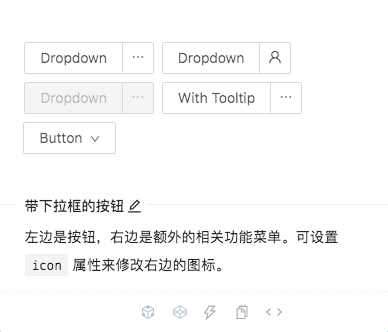 Dropdown ··· Dropdown
Dropdown ··· With Tooltip ···
Button
带下拉框的按钮
左边是按钮，右边是额外的相关功能菜单。可设置
icon 属性来修改右边的图标。